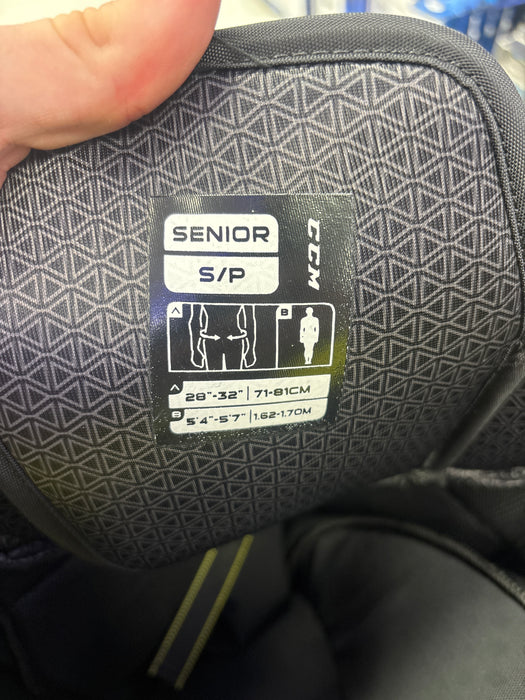 SENIOR
CCM
S/P
A
B
A 28"-32" | 71-81CM
B 5'4"-5'7" | 1.62-1.70M